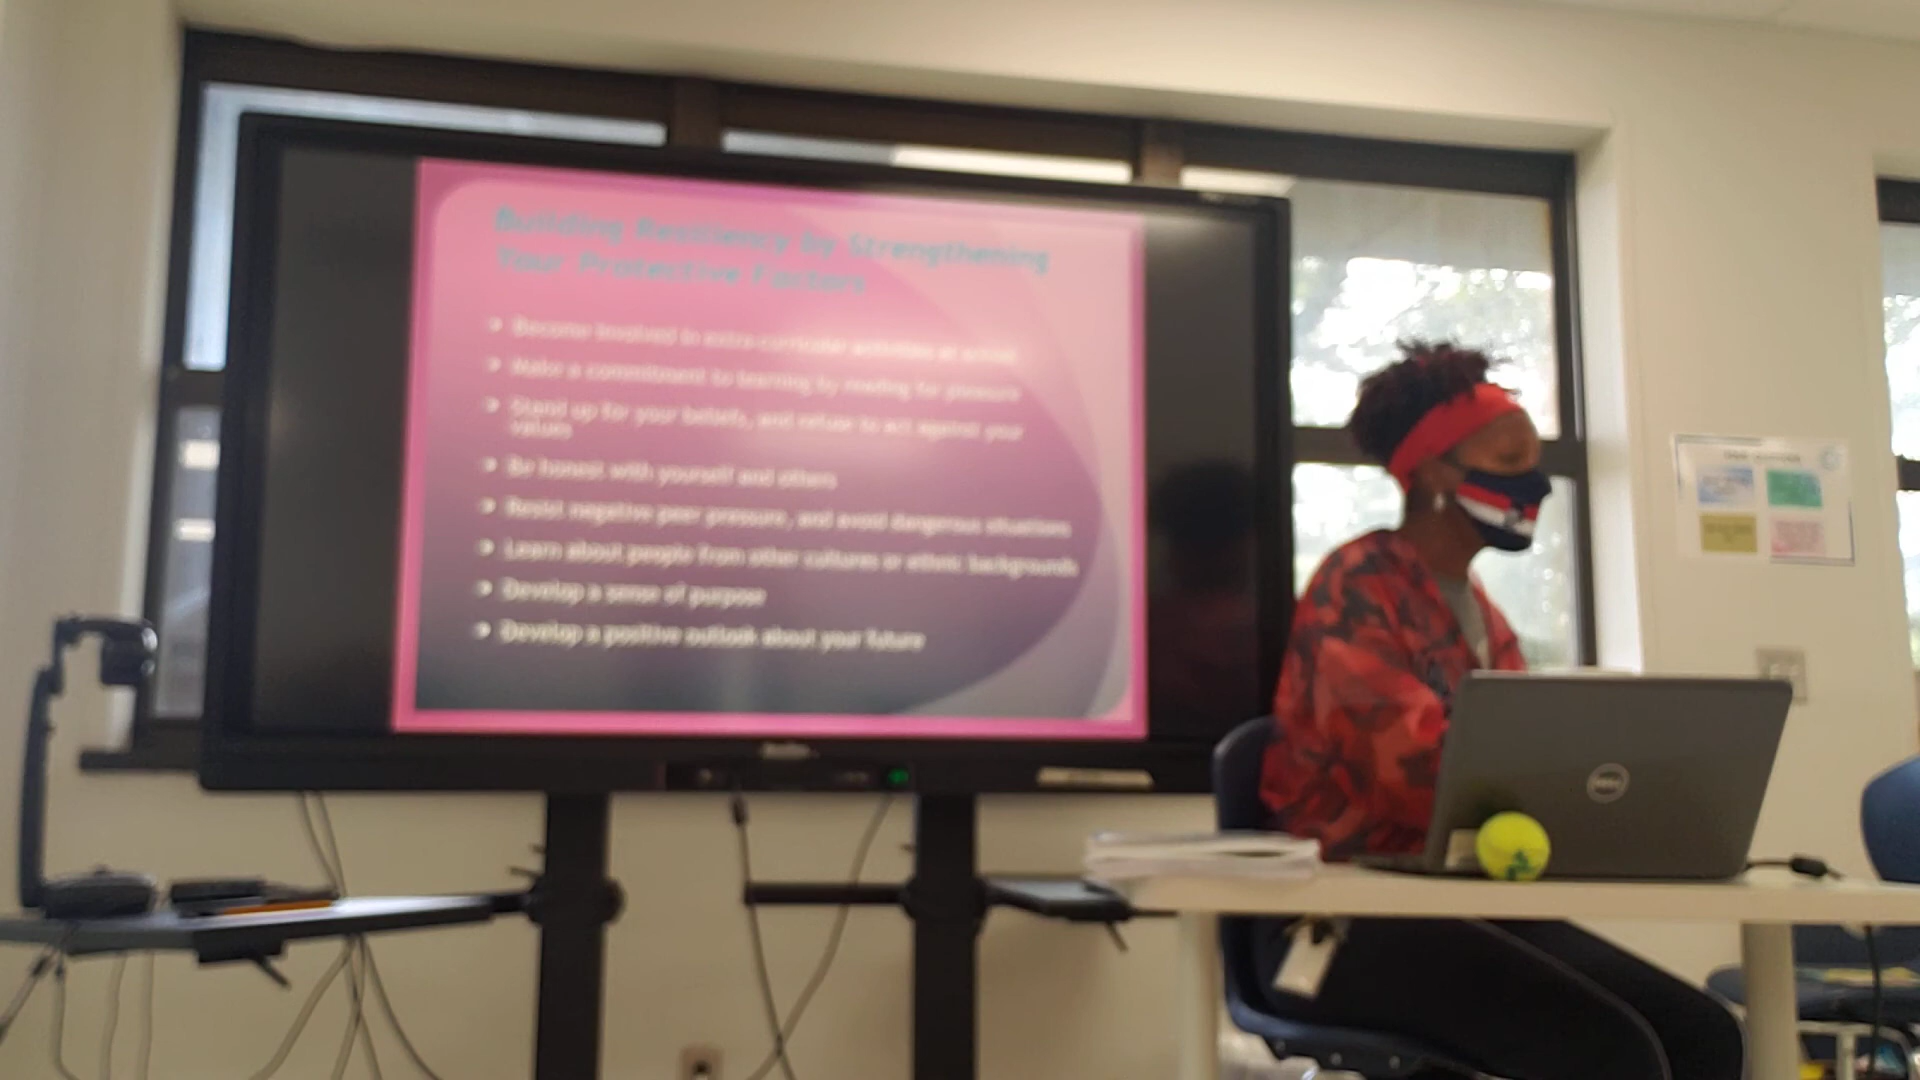 Building Resiliency by Strengthening
Your Protective Factors
Become involved in extra-curricular activities at school
Make a commitment to learning by reading for pleasure
Stand up for your beliefs, and refuse to act against your
values
Be honest with yourself and others
Resist negative peer pressure, and avoid dangerous situations
Learn about people from other cultures or ethnic backgrounds
Develop a sense of purpose
Develop a positive outlook about your future
DELL